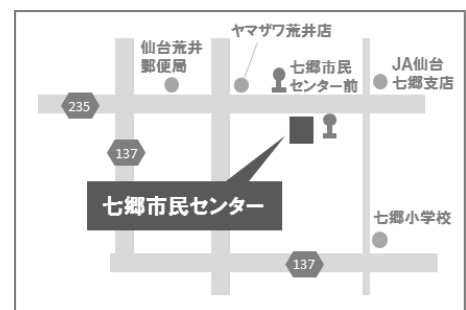 ヤマザワ荒井店
仙台荒井
郵便局
七郷市民
センター前
JA仙台
七郷支店
235
137
七郷市民センター
七郷小学校
137